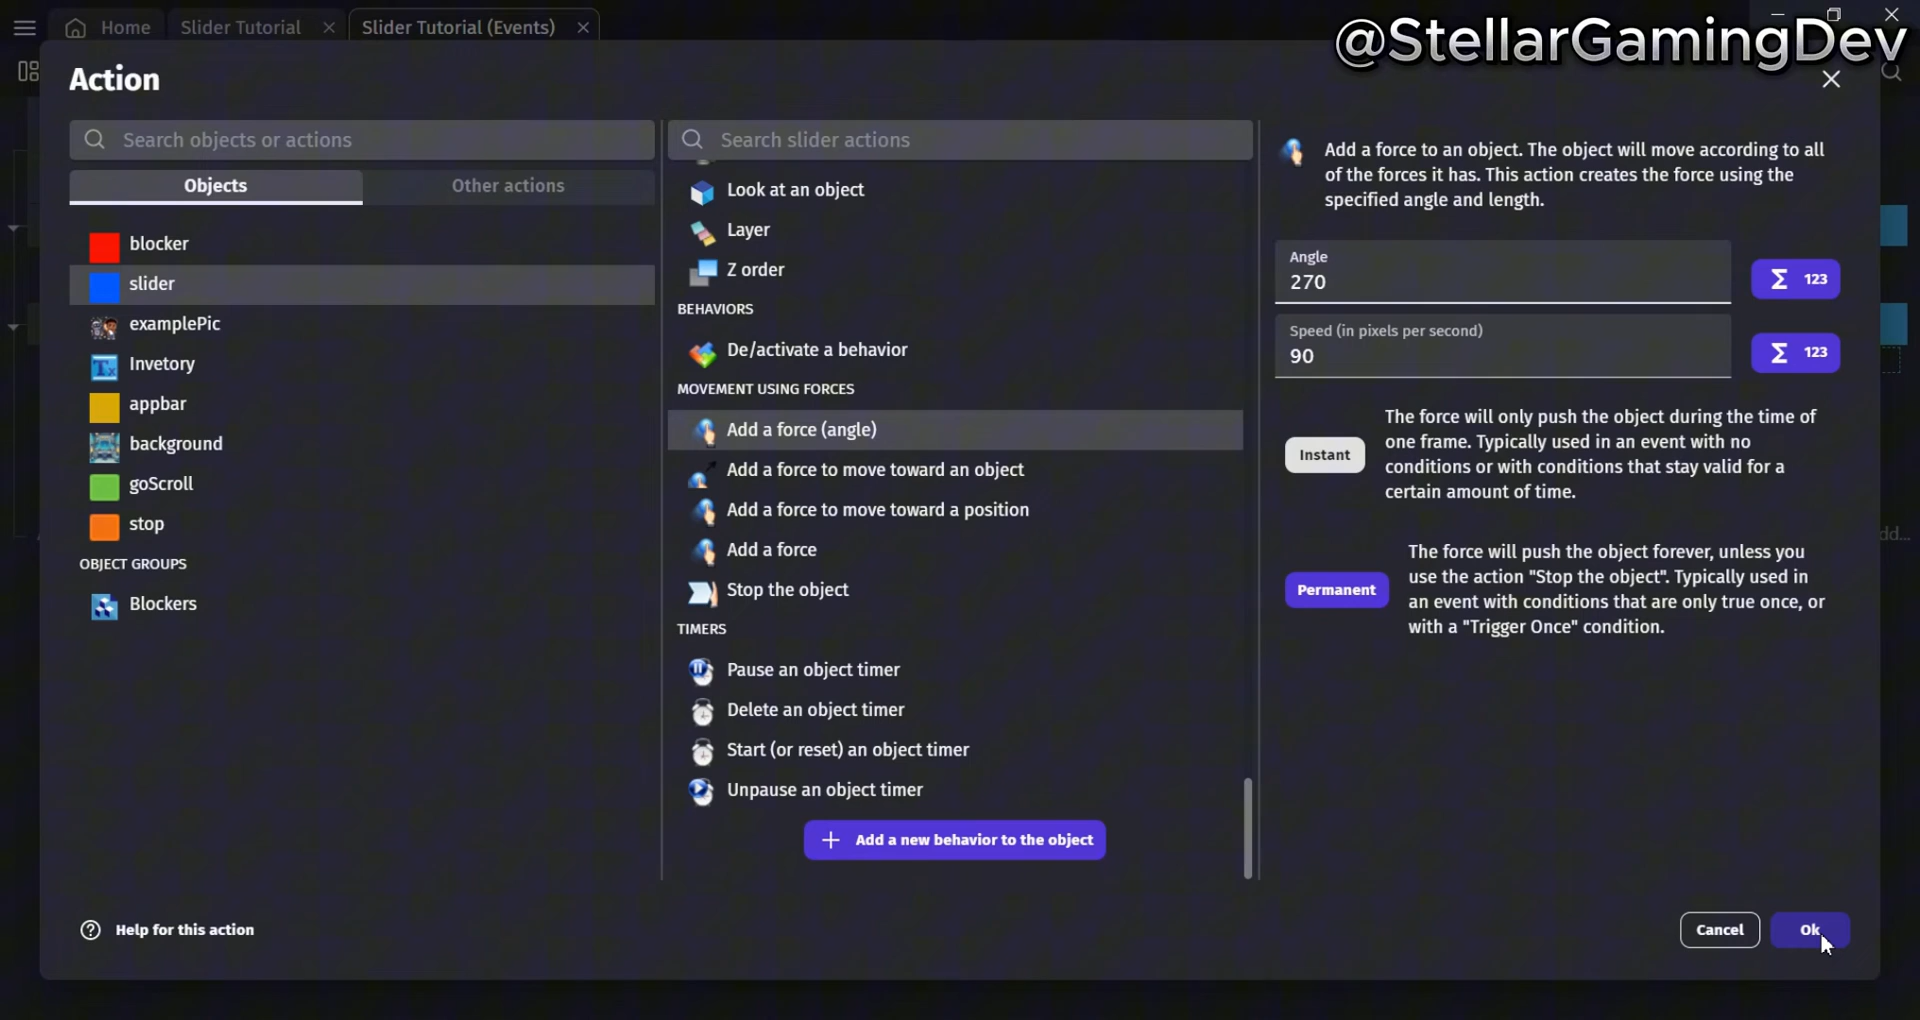 Home
Slider Tutorial
Slider Tutorial (Events)
@StellarGamingDev
Action
Search objects or actions
Objects
Other actions
blocker
slider
examplePic
Invetory
appbar
background
goScroll
stop
OBJECT GROUPS
Blockers
Help for this action
Search slider actions
Look at an object
Layer
Z order
BEHAVIORS
De/activate a behavior
MOVEMENT USING FORCES
Add a force (angle)
Add a force to move toward an object
Add a force to move toward a position
Add a force
Stop the object
TIMERS
Pause an object timer
Delete an object timer
Start (or reset) an object timer
Unpause an object timer
+ Add a new behavior to the object
Add a force to an object. The object will move according to all
of the forces it has. This action creates the force using the
specified angle and length.
Angle
270
Σ 123
Speed (in pixels per second)
90
Σ 123
Instant
The force will only push the object during the time of
one frame. Typically used in an event with no
conditions or with conditions that stay valid for a
certain amount of time.
Permanent
The force will push the object forever, unless you
use the action "Stop the object". Typically used in
an event with conditions that are only true once, or
with a "Trigger Once" condition.
Cancel
Ok